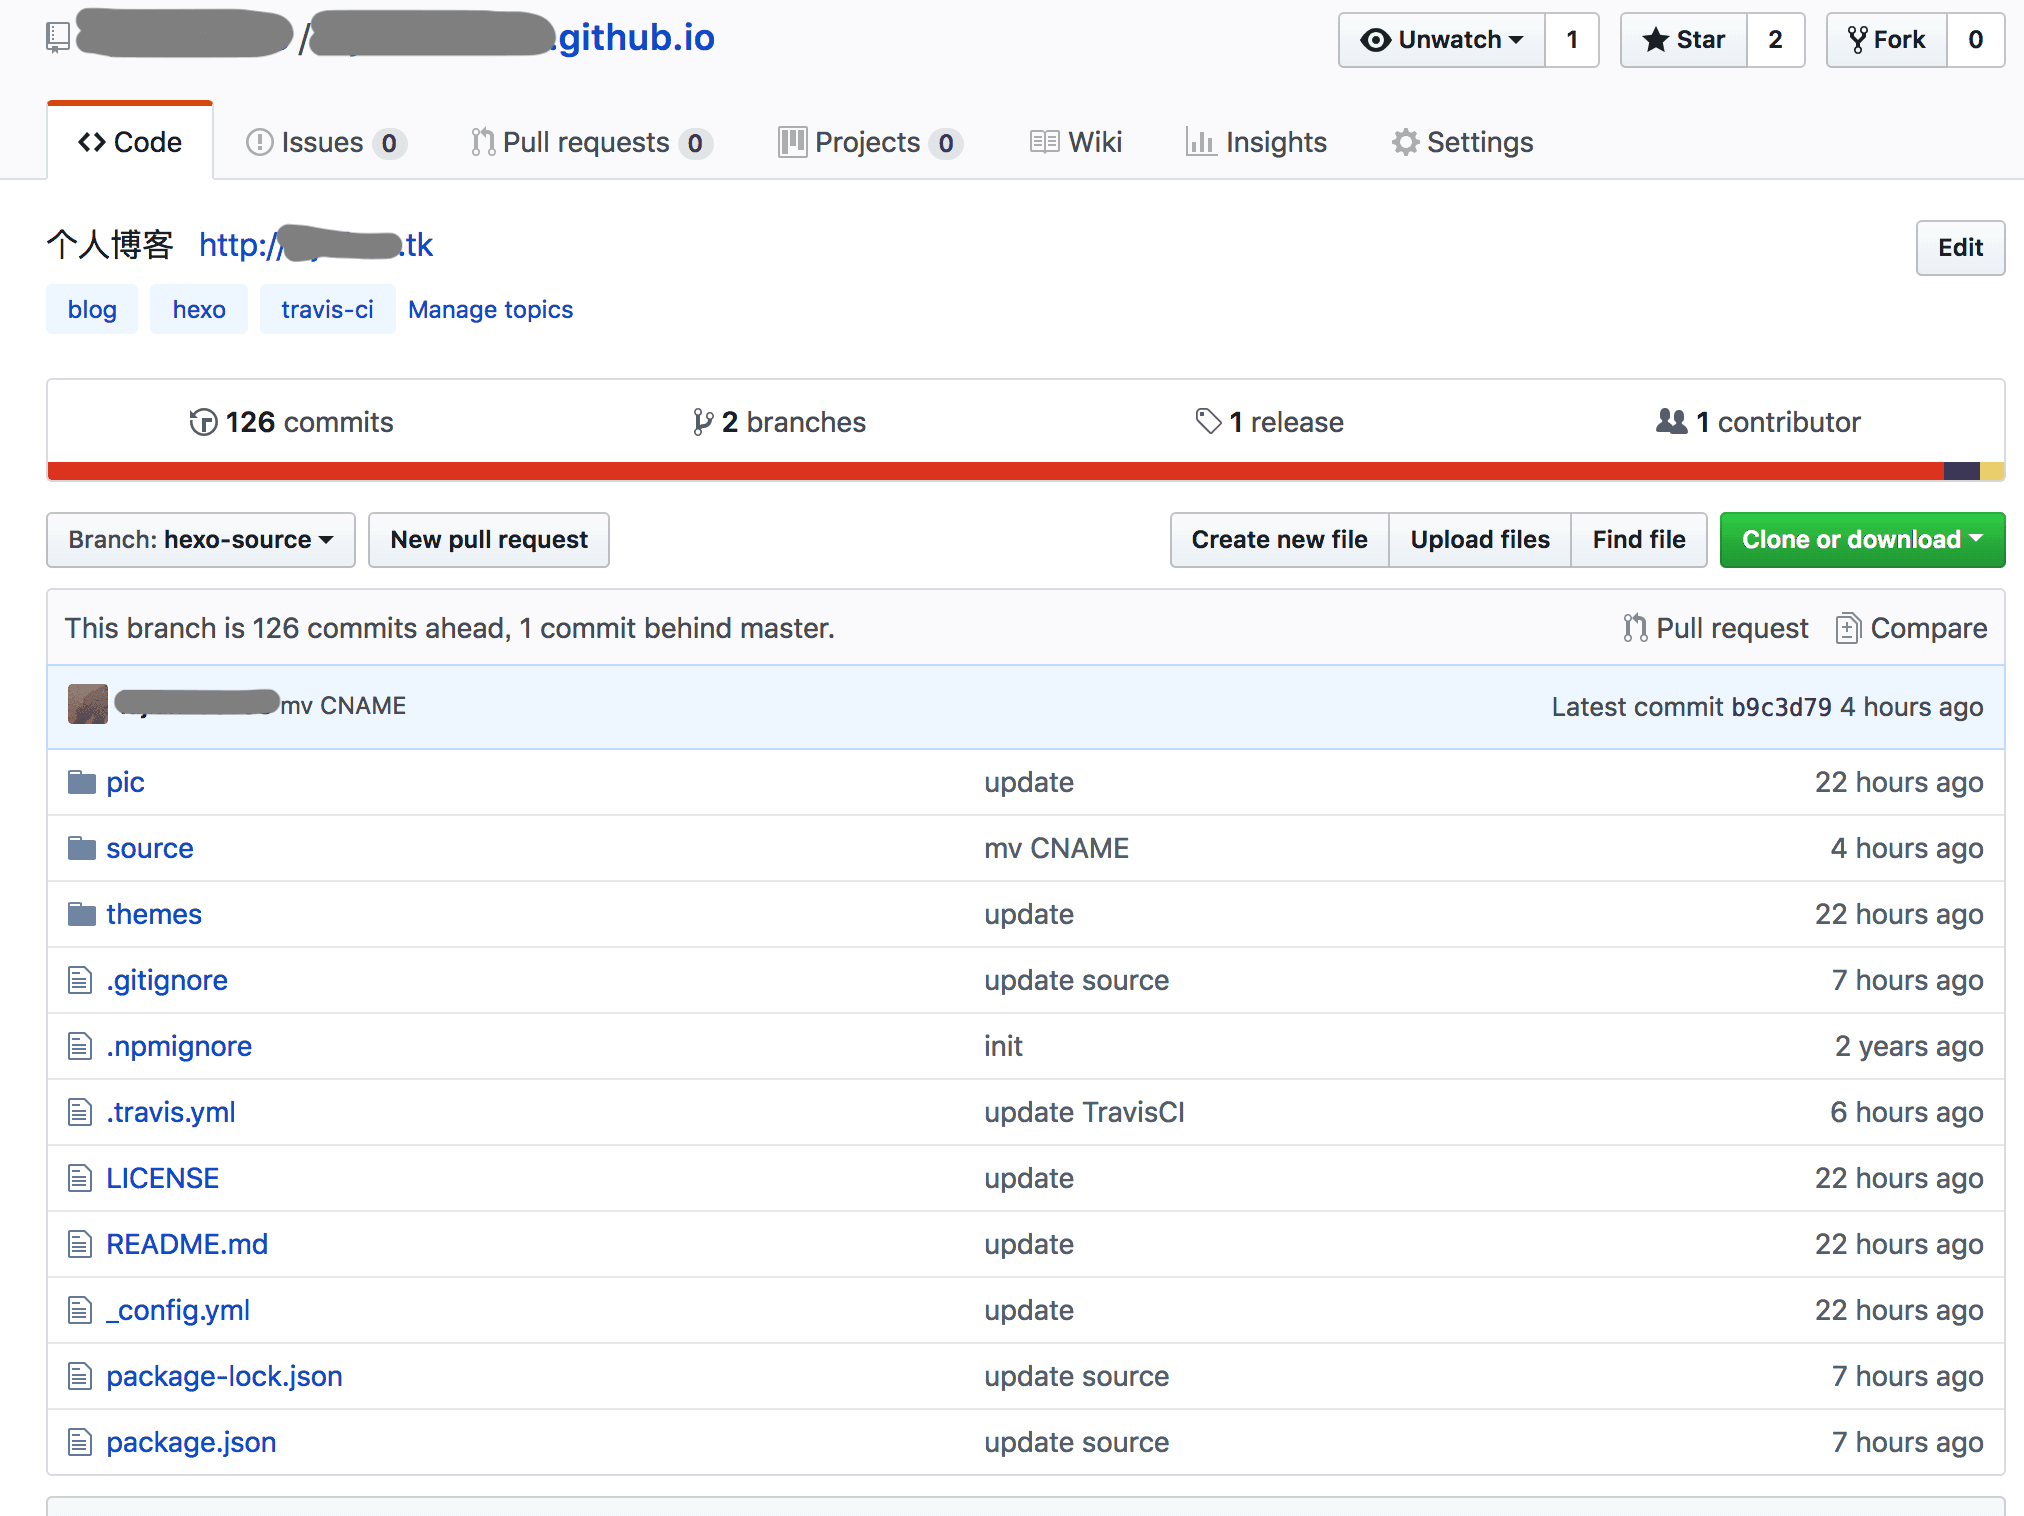 / .github.io Unwatch 1 Star 2 Fork 0
Code Issues 0 Pull requests 0 Projects 0 Wiki Insights Settings
个人博客 http:// .tk Edit
blog hexo travis-ci Manage topics
126 commits 2 branches 1 release 1 contributor
Branch: hexo-source New pull request Create new file Upload files Find file Clone or download
This branch is 126 commits ahead, 1 commit behind master. Pull request Compare
mv CNAME Latest commit b9c3d79 4 hours ago
pic update 22 hours ago
source mv CNAME 4 hours ago
themes update 22 hours ago
.gitignore update source 7 hours ago
.npmignore init 2 years ago
.travis.yml update TravisCI 6 hours ago
LICENSE update 22 hours ago
README.md update 22 hours ago
_config.yml update 22 hours ago
package-lock.json update source 7 hours ago
package.json update source 7 hours ago